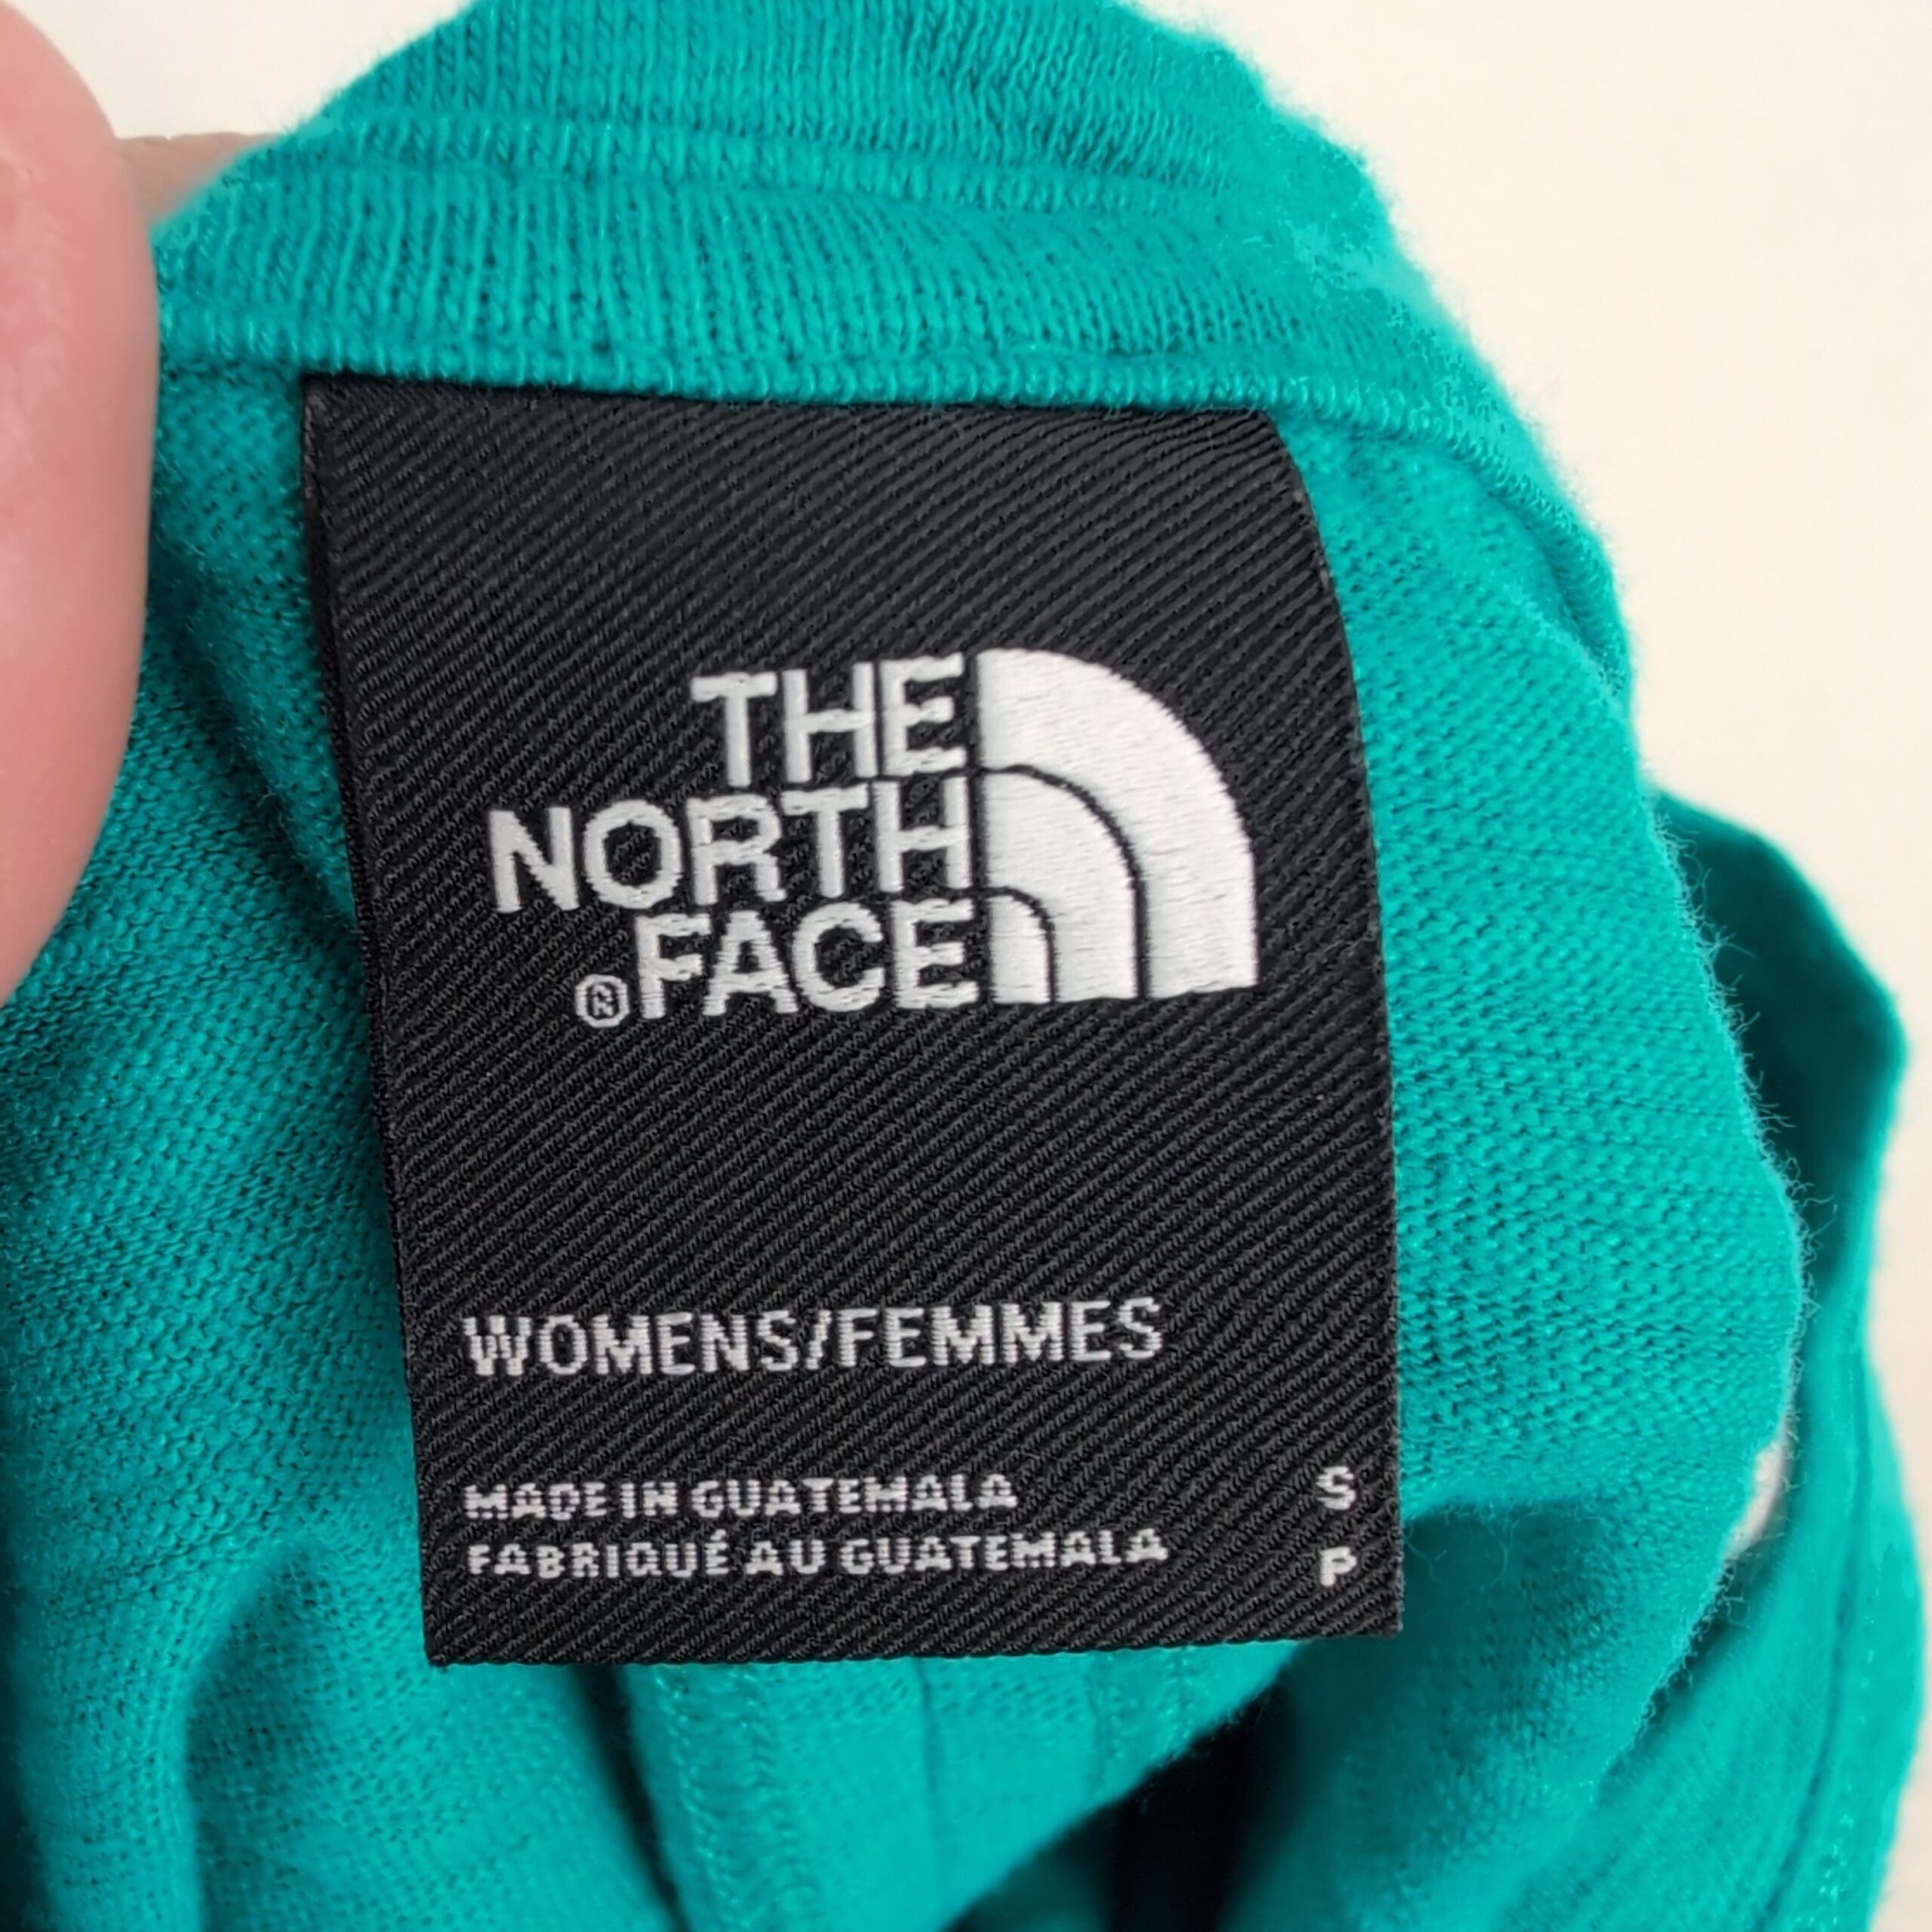 THE
NORTH
®FACE
WOMENS/FEMMES
MADE IN GUATEMALA S
FABRIQUÉ AU GUATEMALA P